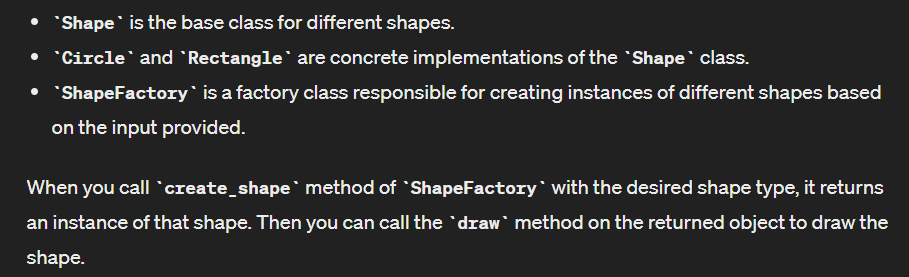 • `Shape` is the base class for different shapes.
• `Circle` and `Rectangle` are concrete implementations of the `Shape` class.
• `ShapeFactory` is a factory class responsible for creating instances of different shapes based
on the input provided.
When you call `create_shape` method of `ShapeFactory` with the desired shape type, it returns
an instance of that shape. Then you can call the `draw` method on the returned object to draw the
shape.